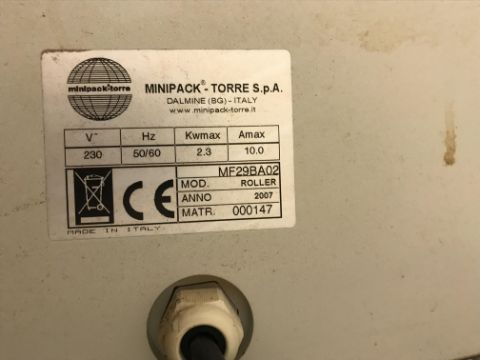 minipack-torre
MINIPACK® - TORRE S.p.A.
DALMINE (BG) - ITALY
www.minipack-torre.it
V~ Hz Kwmax Amax
230 50/60 2.3 10.0
MF29BA02
MOD. ROLLER
ANNO 2007
MATR. 000147
CE
MADE IN ITALY